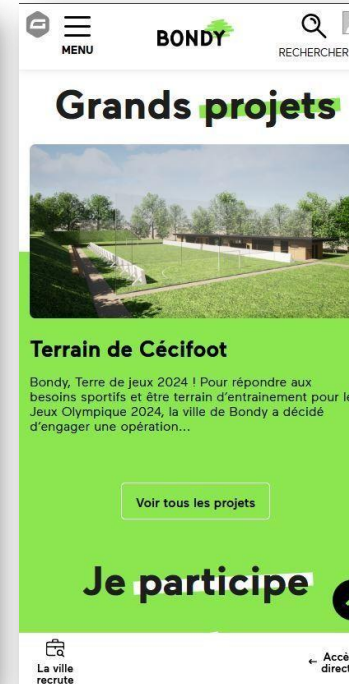 MENU
BONDY
RECHERCHER
Grands projets
Terrain de Cécifoot
Bondy, Terre de jeux 2024 ! Pour répondre aux
besoins sportifs et être terrain d'entrainement pour le
Jeux Olympique 2024, la ville de Bondy a décidé
d'engager une opération...
Voir tous les projets
Je participe
La ville
recrute
← Accè
direct